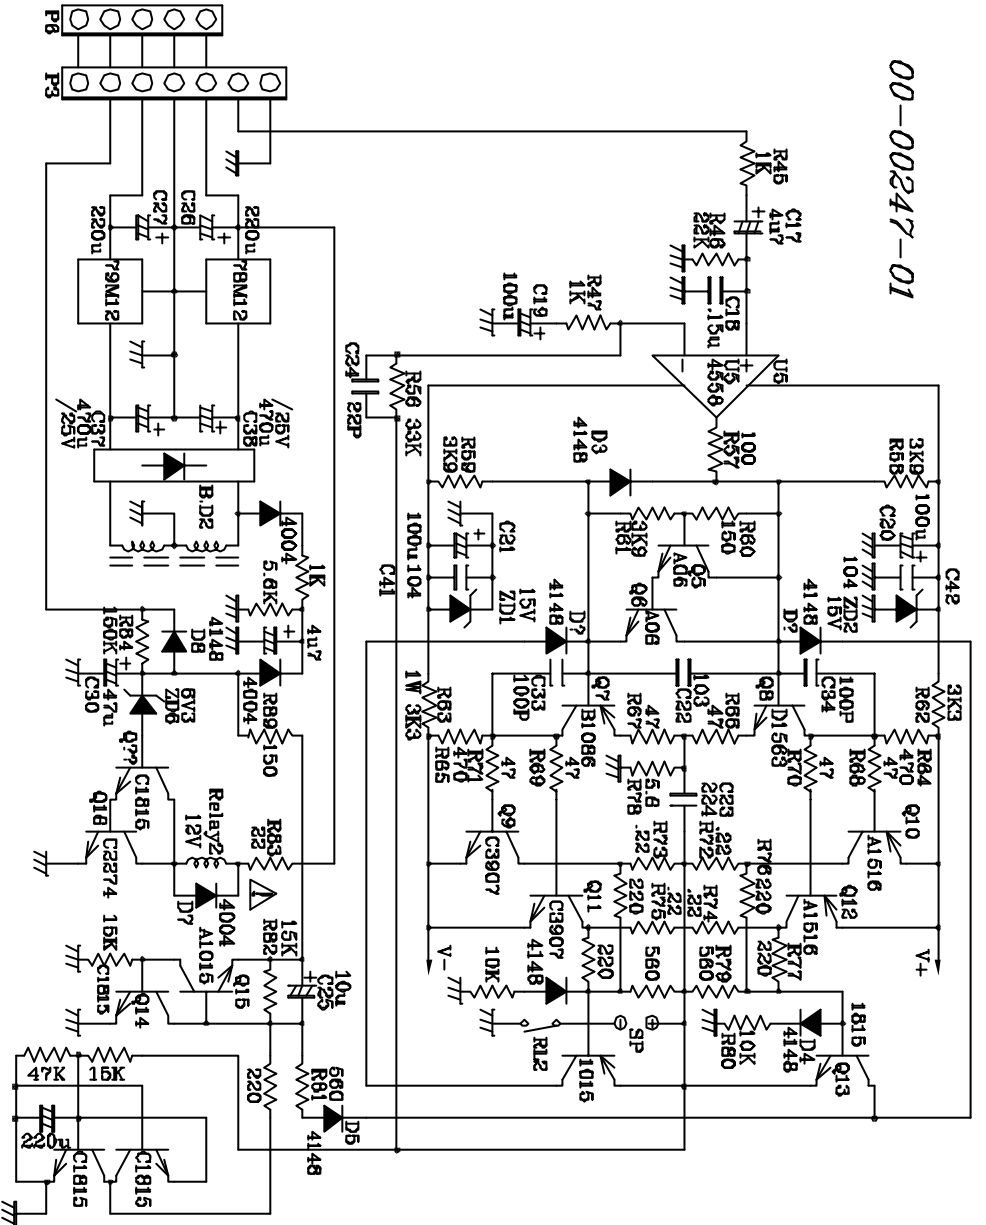 00-00247-01
P6
P3
R45
1K
C17
4u7
R46
22K
C18
.15u
R47
1K
C19
100u
U5
U5
4558
R56
33K
C24
22P
R57
100
D3
4148
R58
3K9
R59
3K9
C20
100u
C42
104
ZD2
15V
C21
100u
104
C41
ZD1
15V
R60
150
R61
3K9
Q5
A06
Q6
A06
D?
4148
D?
4148
C33
100P
C34
100P
C22
103
R62
3K3
R63
3K3
1W
Q7
B1086
Q8
D1563
R66
47
R67
47
R64
470
R65
470
R68
47
R69
47
R70
47
R71
47
R78
5.6
C23
224
Q9
C3907
Q10
A1516
Q11
C3907
Q12
A1516
R72
.22
R73
.22
R74
.22
R75
.22
R76
220
220
R77
220
220
R79
560
560
V+
V-
4148
10K
SP
RL2
D4
4148
R80
10K
1815
Q13
1015
C26
220u
C27
220u
78M12
79M12
C38
470u
/25V
C37
470u
/25V
B.D2
4004
1K
5.6K
4u7
R84
150K
D8
4148
4004
R89
150
C30
47u
ZD6
6V3
Q??
C1815
Q16
C2274
Relay2
12V
R83
22
!
D?
4004
15K
A1015
Q15
R82
15K
C25
10u
C1815
Q14
R81
560
D5
4148
220
47K
15K
220u
C1815
C1815